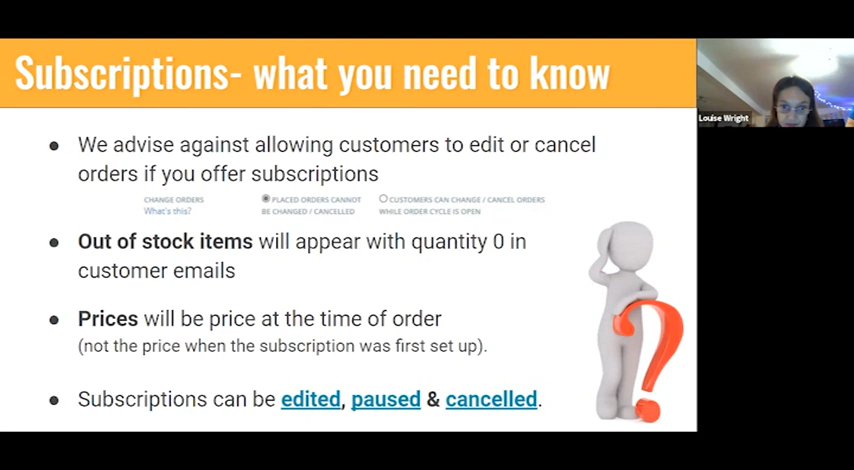 Subscriptions- what you need to know
Louise Wright
● We advise against allowing customers to edit or cancel
orders if you offer subscriptions
CHANGE ORDERS
What's this?
PLACED ORDERS CANNOT
BE CHANGED / CANCELLED
CUSTOMERS CAN CHANGE / CANCEL ORDERS
WHILE ORDER CYCLE IS OPEN
● Out of stock items will appear with quantity 0 in
customer emails
● Prices will be price at the time of order
(not the price when the subscription was first set up).
● Subscriptions can be edited, paused & cancelled.